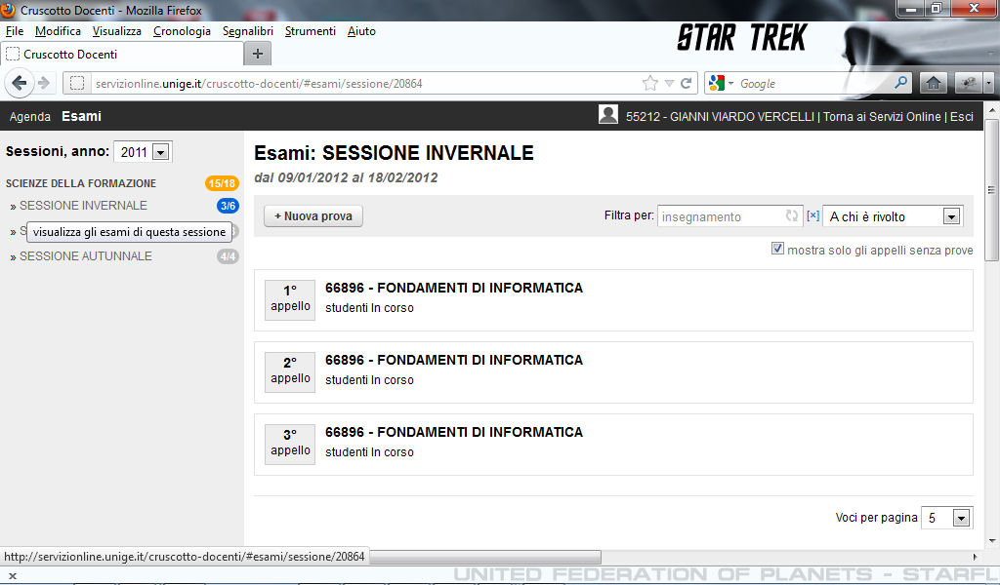 Cruscotto Docenti - Mozilla Firefox
File Modifica Visualizza Cronologia Segnalibri Strumenti Aiuto
STAR TREK
Cruscotto Docenti
servizionline.unige.it/cruscotto-docenti/#esami/sessione/20864
Google
Agenda Esami
55212 - GIANNI VIARDO VERCELLI | Torna ai Servizi Online | Esci
Sessioni, anno: 2011
SCIENZE DELLA FORMAZIONE 15/18
» SESSIONE INVERNALE 3/6
» S
visualizza gli esami di questa sessione
» SESSIONE AUTUNNALE 4/4
Esami: SESSIONE INVERNALE
dal 09/01/2012 al 18/02/2012
+ Nuova prova
Filtra per: insegnamento [×] A chi è rivolto
mostra solo gli appelli senza prove
1° appello
66896 - FONDAMENTI DI INFORMATICA
studenti In corso
2° appello
66896 - FONDAMENTI DI INFORMATICA
studenti In corso
3° appello
66896 - FONDAMENTI DI INFORMATICA
studenti In corso
Voci per pagina 5
http://servizionline.unige.it/cruscotto-docenti/#esami/sessione/20864
UNITED FEDERATION OF PLANETS - STARFL